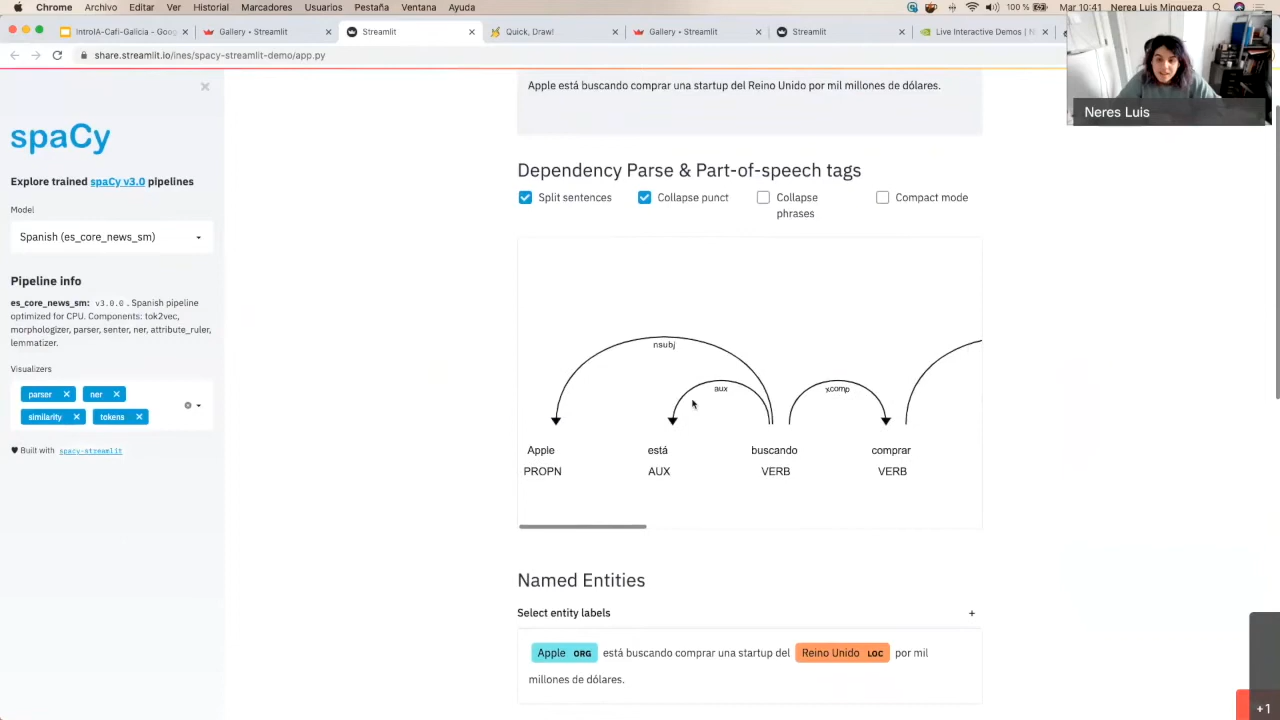 Chrome Archivo Editar Ver Historial Marcadores Usuarios Pestaña Ventana Ayuda 100 % Mar 10:41 Neres Luis Mingueza
IntroIA-Cafi-Galicia - Goo Gallery • Streamlit Streamlit Quick, Draw! Gallery • Streamlit Streamlit Live Interactive Demos | N
share.streamlit.io/ines/spacy-streamlit-demo/app.py
Neres Luis
spaCy
Explore trained spaCy v3.0 pipelines
Model
Spanish (es_core_news_sm)
Pipeline info
es_core_news_sm: v3.0.0 . Spanish pipeline
optimized for CPU. Components: tok2vec,
morphologizer, parser, senter, ner, attribute_ruler,
lemmatizer.
Visualizers
parser ner
similarity tokens
Built with spacy-streamlit
Apple está buscando comprar una startup del Reino Unido por mil millones de dólares.
Dependency Parse & Part-of-speech tags
Split sentences Collapse punct Collapse phrases Compact mode
nsubj
aux xcomp
Apple está buscando comprar
PROPN AUX VERB VERB
Named Entities
Select entity labels +
Apple ORG está buscando comprar una startup del Reino Unido LOC por mil
millones de dólares.
+1